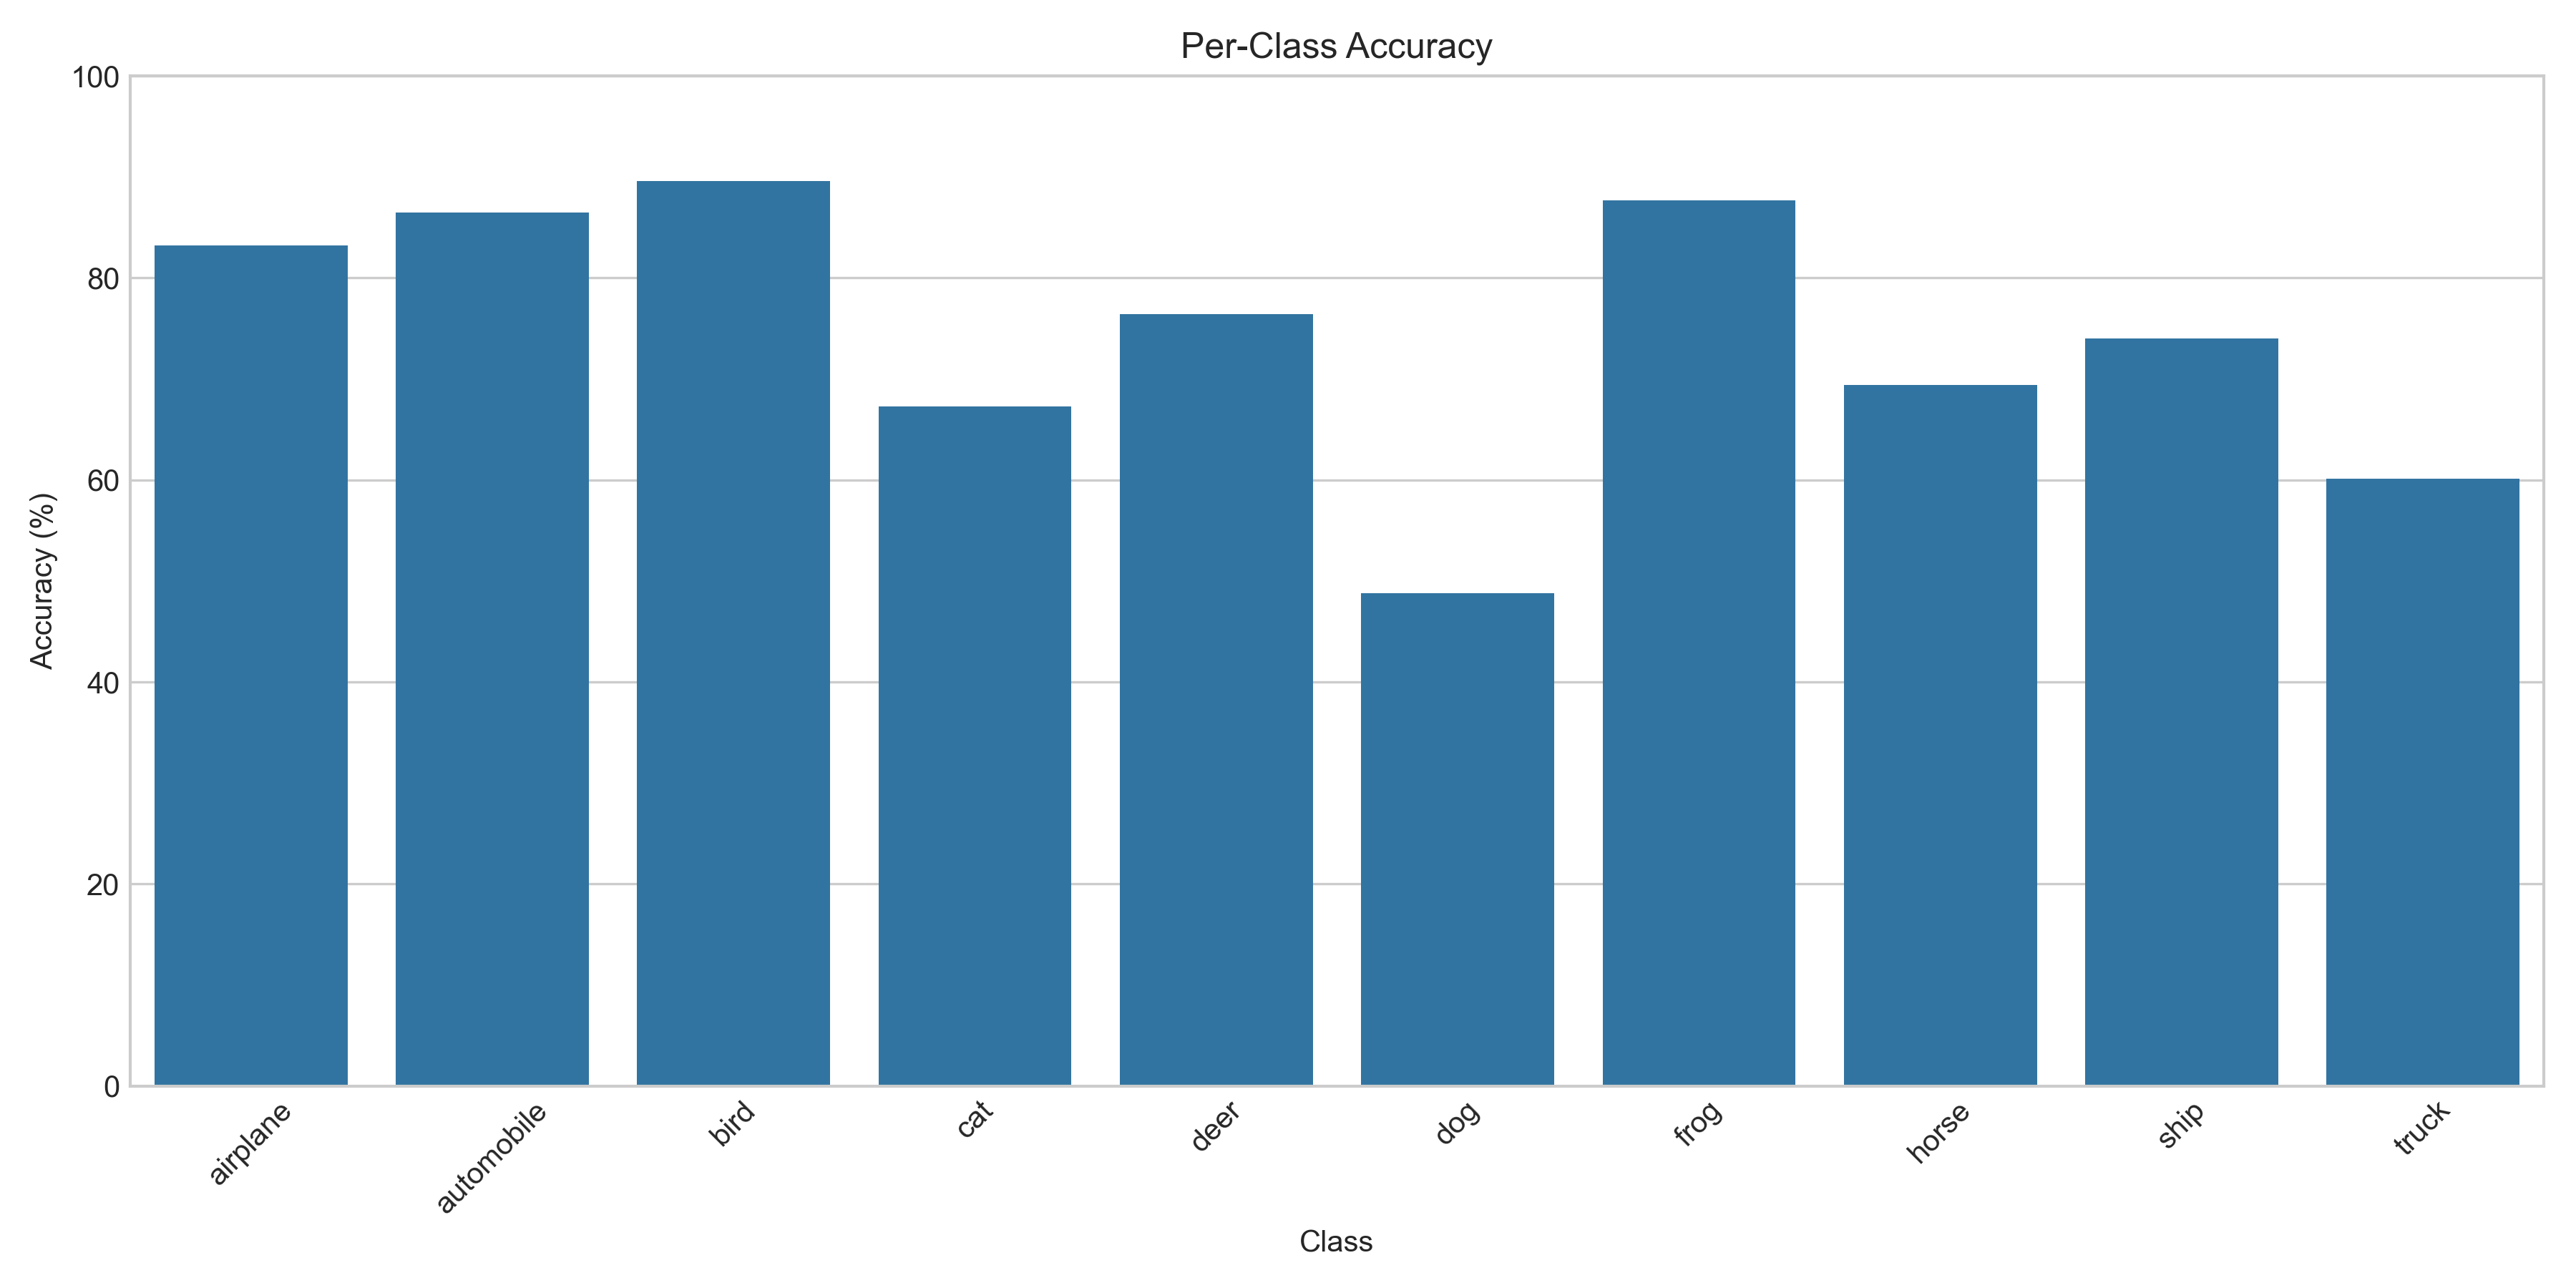 Per-Class Accuracy
100
80
60
40
20
0
Accuracy (%)
airplane
automobile
bird
cat
deer
dog
frog
horse
ship
truck
Class